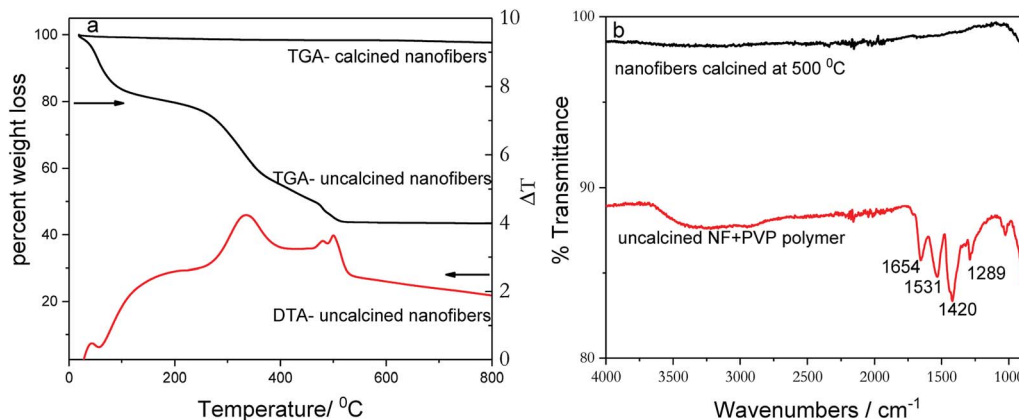 a
100
80
60
40
20
10
8
6
4
2
0
TGA- calcined nanofibers
TGA- uncalcined nanofibers
DTA- uncalcined nanofibers
percent weight loss
ΔT
0
200
400
600
800
Temperature/ ⁰C
b
100
90
80
% Transmittance
nanofibers calcined at 500 ⁰C
uncalcined NF+PVP polymer
1654
1531
1420
1289
4000
3500
3000
2500
2000
1500
1000
Wavenumbers / cm⁻¹